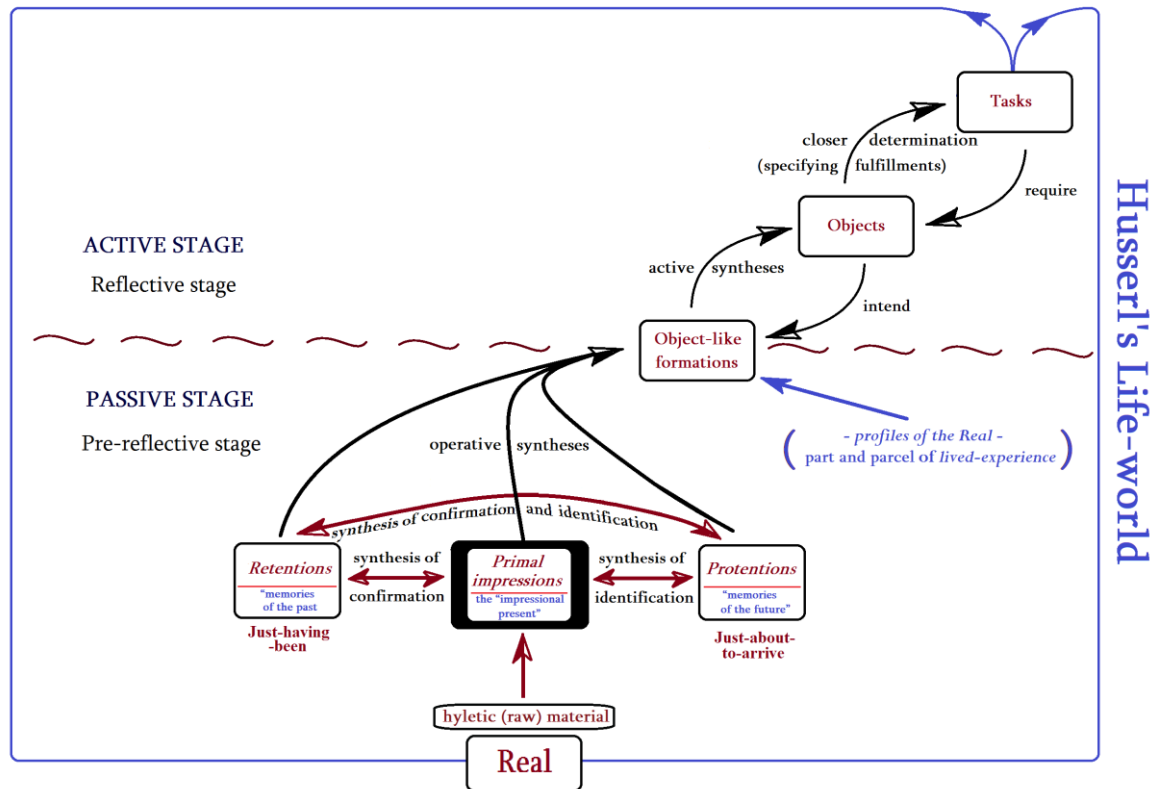 Tasks
closer determination
(specifying fulfillments)
require
Objects
ACTIVE STAGE
Reflective stage
active syntheses
intend
Object-like
formations
PASSIVE STAGE
Pre-reflective stage
operative syntheses
( - profiles of the Real -
part and parcel of lived-experience )
synthesis of confirmation and identification
Retentions
"memories
of the past
Just-having
-been
synthesis of
confirmation
Primal
impressions
the "impressional
present"
synthesis of
identification
Protentions
"memories
of the future"
Just-about-
to-arrive
hyletic (raw) material
Real
Husserl's Life-world